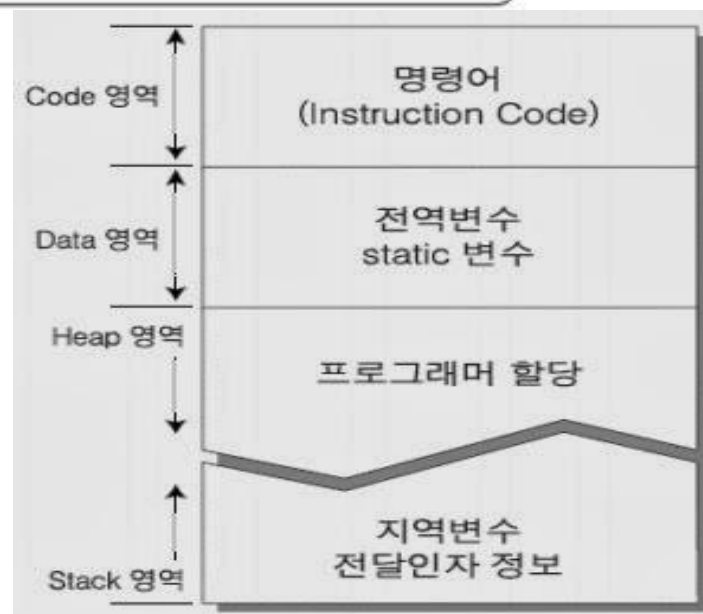 Code 영역
명령어
(Instruction Code)
Data 영역
전역변수
static 변수
Heap 영역
프로그래머 할당
지역변수
전달인자 정보
Stack 영역